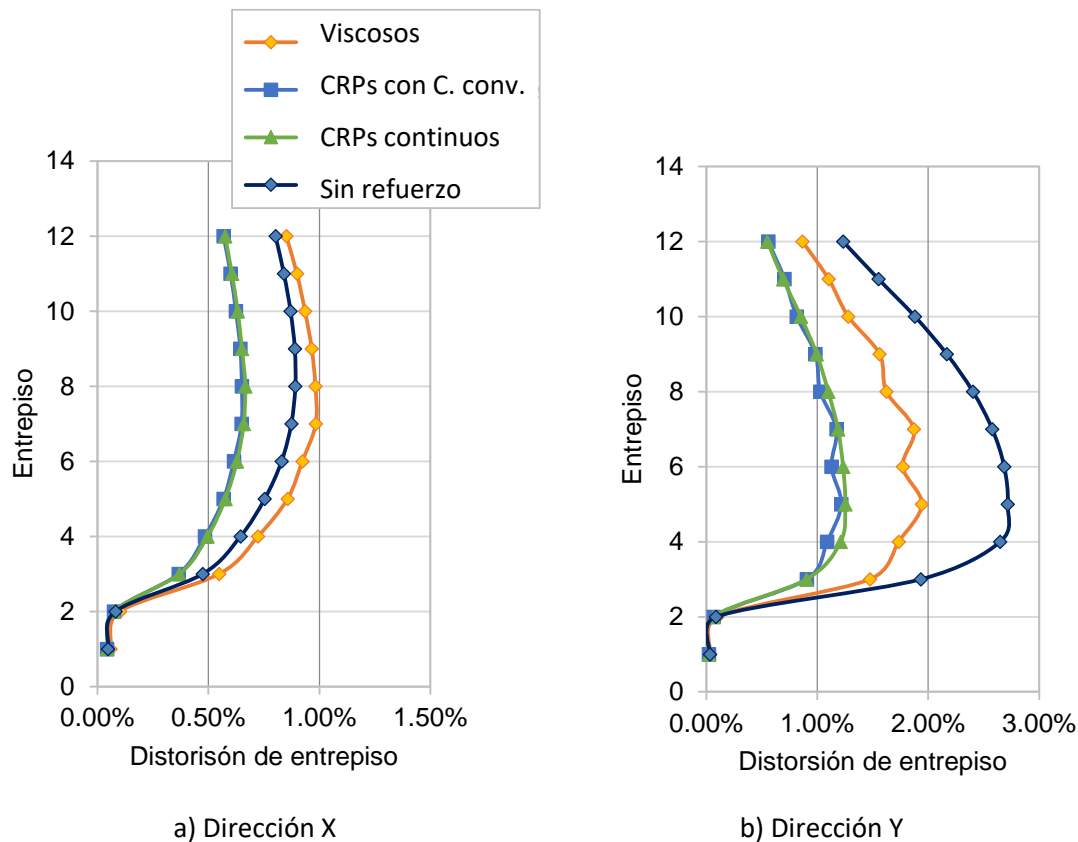 Viscosos
CRPs con C. conv.
CRPs continuos
Sin refuerzo
14
12
10
8
6
4
2
0
Entrepiso
0.00% 0.50% 1.00% 1.50%
Distorisón de entrepiso
a) Dirección X
14
12
10
8
6
4
2
0
Entrepiso
0.00% 1.00% 2.00% 3.00%
Distorsión de entrepiso
b) Dirección Y